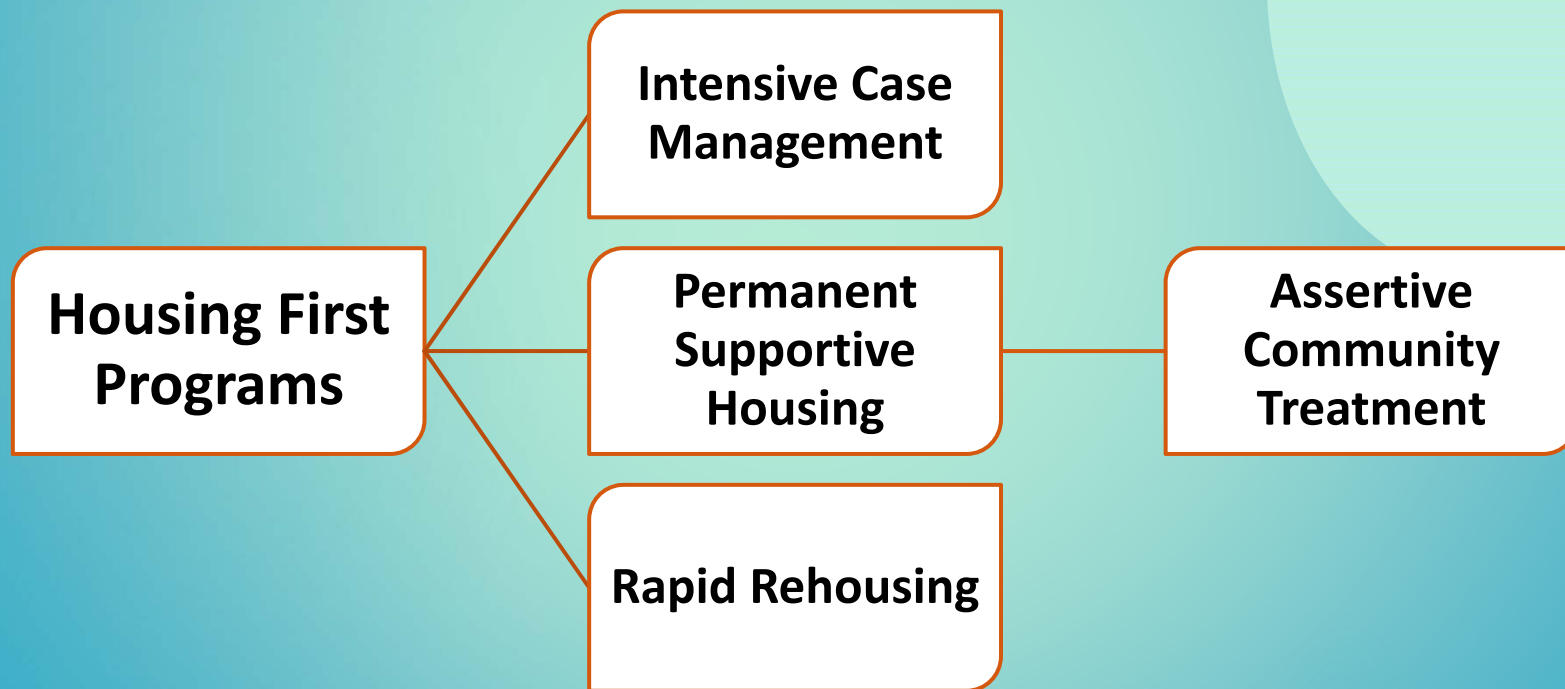 Housing First
Programs
Intensive Case
Management
Permanent
Supportive
Housing
Rapid Rehousing
Assertive
Community
Treatment